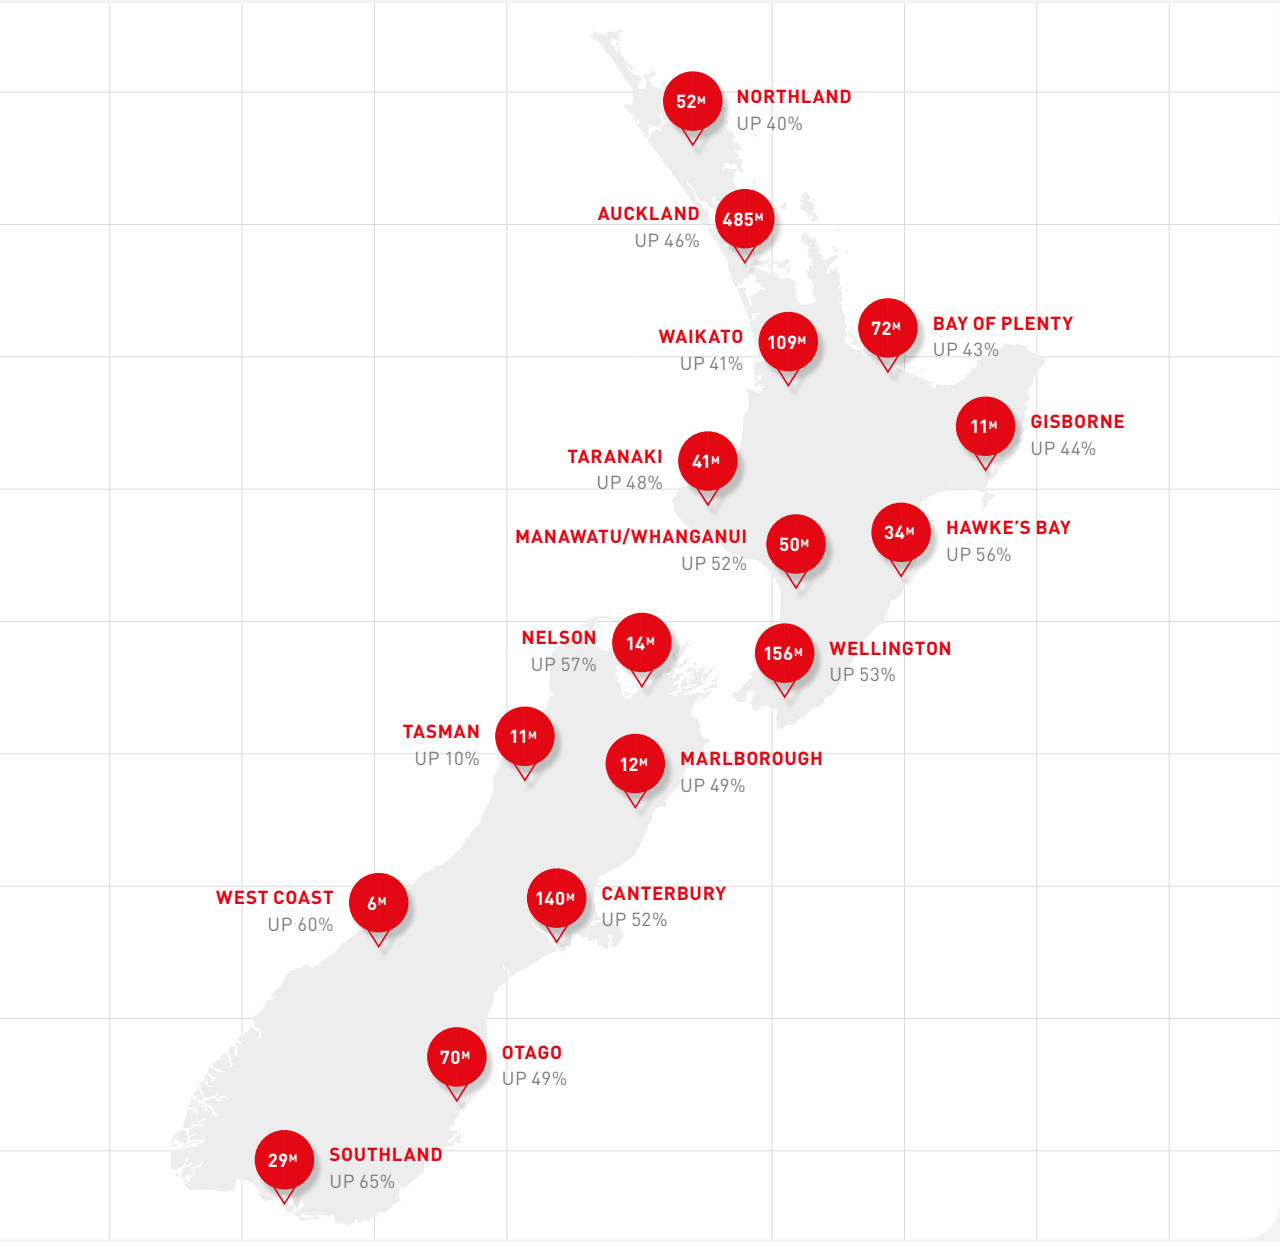 52M
NORTHLAND
UP 40%
AUCKLAND
UP 46%
485M
WAIKATO
UP 41%
109M
72M
BAY OF PLENTY
UP 43%
11M
GISBORNE
UP 44%
TARANAKI
UP 48%
41M
MANAWATU/WHANGANUI
UP 52%
50M
34M
HAWKE’S BAY
UP 56%
NELSON
UP 57%
14M
156M
WELLINGTON
UP 53%
TASMAN
UP 10%
11M
12M
MARLBOROUGH
UP 49%
WEST COAST
UP 60%
6M
140M
CANTERBURY
UP 52%
70M
OTAGO
UP 49%
29M
SOUTHLAND
UP 65%